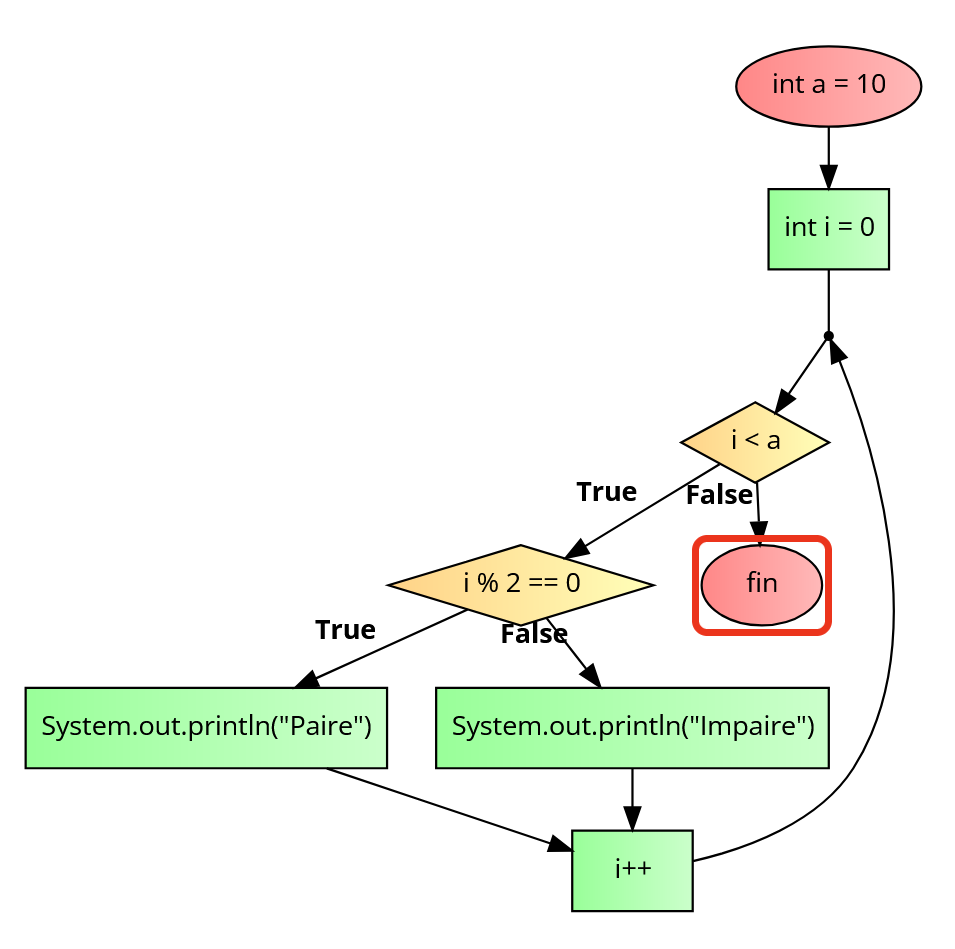 int a = 10
int i = 0
i < a
True
False
i % 2 == 0
fin
True
False
System.out.println("Paire")
System.out.println("Impaire")
i++